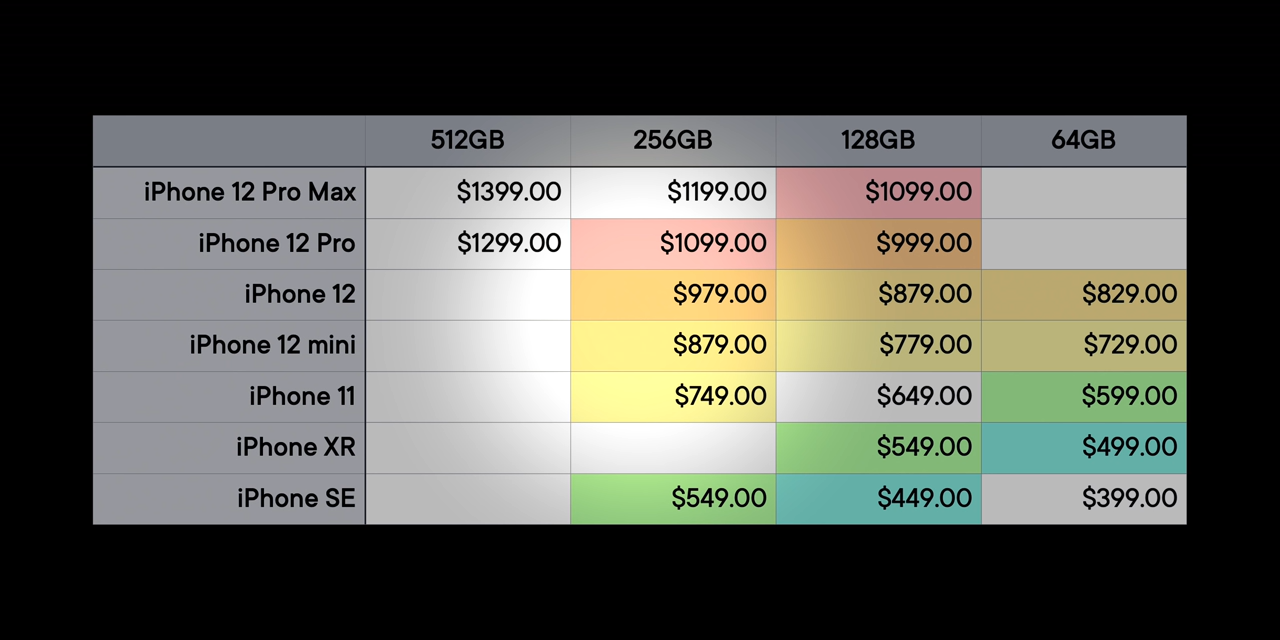 512GB 256GB 128GB 64GB
iPhone 12 Pro Max $1399.00 $1199.00 $1099.00
iPhone 12 Pro $1299.00 $1099.00 $999.00
iPhone 12 $979.00 $879.00 $829.00
iPhone 12 mini $879.00 $779.00 $729.00
iPhone 11 $749.00 $649.00 $599.00
iPhone XR $549.00 $499.00
iPhone SE $549.00 $449.00 $399.00